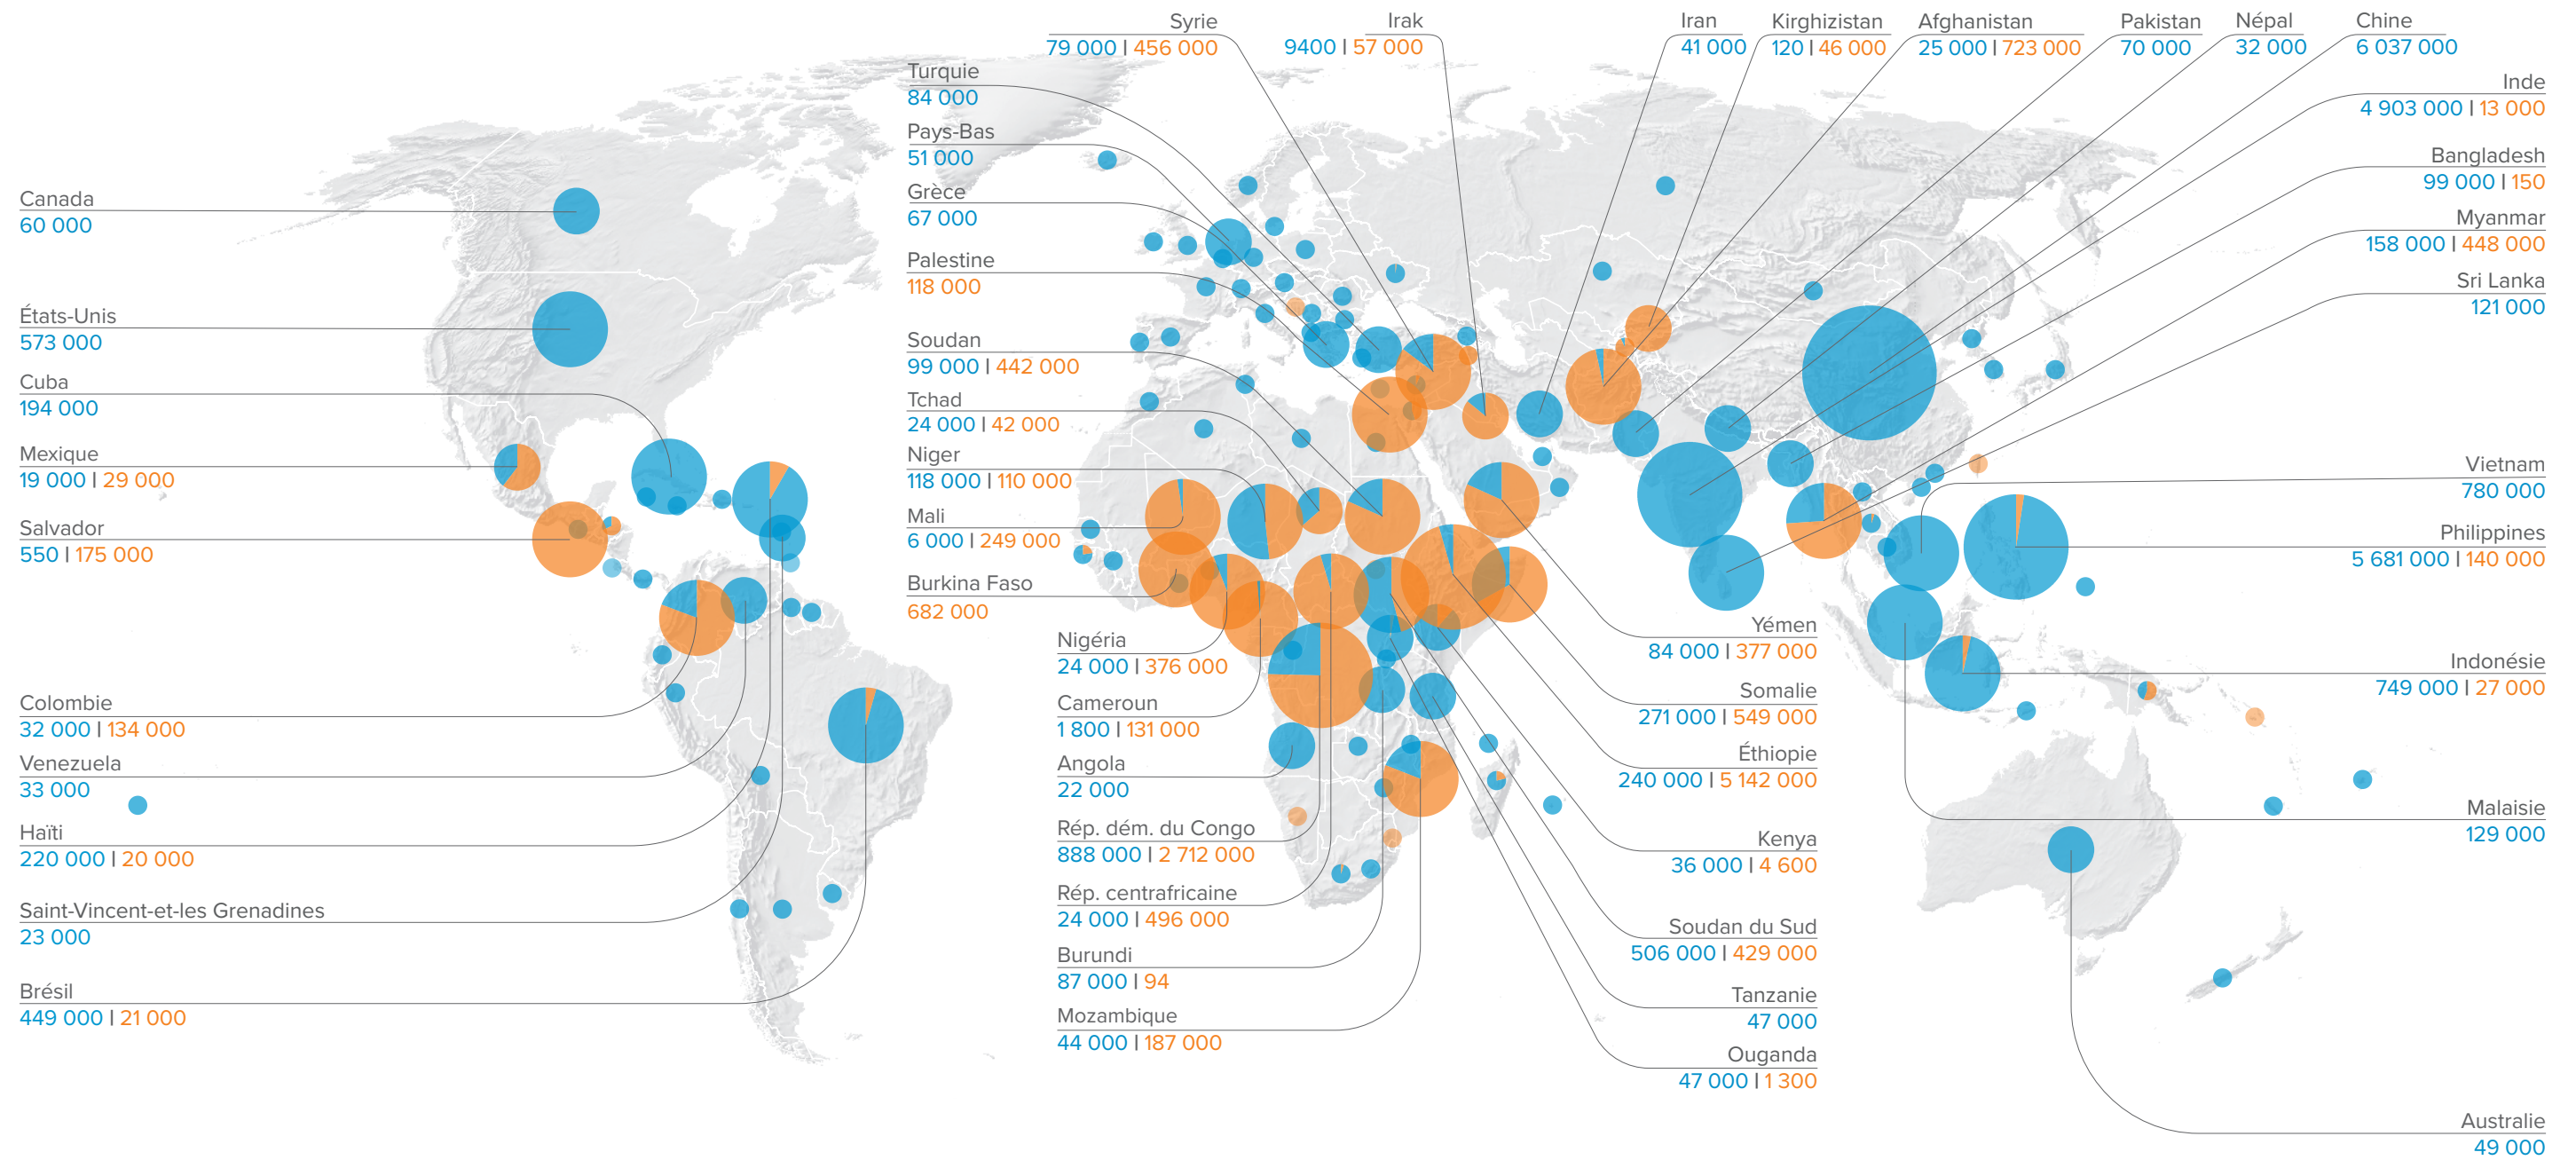 Syrie
79 000 | 456 000
Irak
9400 | 57 000
Iran
41 000
Kirghizistan
120 | 46 000
Afghanistan
25 000 | 723 000
Pakistan
70 000
Népal
32 000
Chine
6 037 000
Turquie
84 000
Pays-Bas
51 000
Grèce
67 000
Palestine
118 000
Soudan
99 000 | 442 000
Tchad
24 000 | 42 000
Niger
118 000 | 110 000
Mali
6 000 | 249 000
Burkina Faso
682 000
Nigéria
24 000 | 376 000
Cameroun
1 800 | 131 000
Angola
22 000
Rép. dém. du Congo
888 000 | 2 712 000
Rép. centrafricaine
24 000 | 496 000
Burundi
87 000 | 94
Mozambique
44 000 | 187 000
Canada
60 000
États-Unis
573 000
Cuba
194 000
Mexique
19 000 | 29 000
Salvador
550 | 175 000
Colombie
32 000 | 134 000
Venezuela
33 000
Haïti
220 000 | 20 000
Saint-Vincent-et-les Grenadines
23 000
Brésil
449 000 | 21 000
Inde
4 903 000 | 13 000
Bangladesh
99 000 | 150
Myanmar
158 000 | 448 000
Sri Lanka
121 000
Vietnam
780 000
Philippines
5 681 000 | 140 000
Indonésie
749 000 | 27 000
Malaisie
129 000
Australie
49 000
Yémen
84 000 | 377 000
Somalie
271 000 | 549 000
Éthiopie
240 000 | 5 142 000
Kenya
36 000 | 4 600
Soudan du Sud
506 000 | 429 000
Tanzanie
47 000
Ouganda
47 000 | 1 300